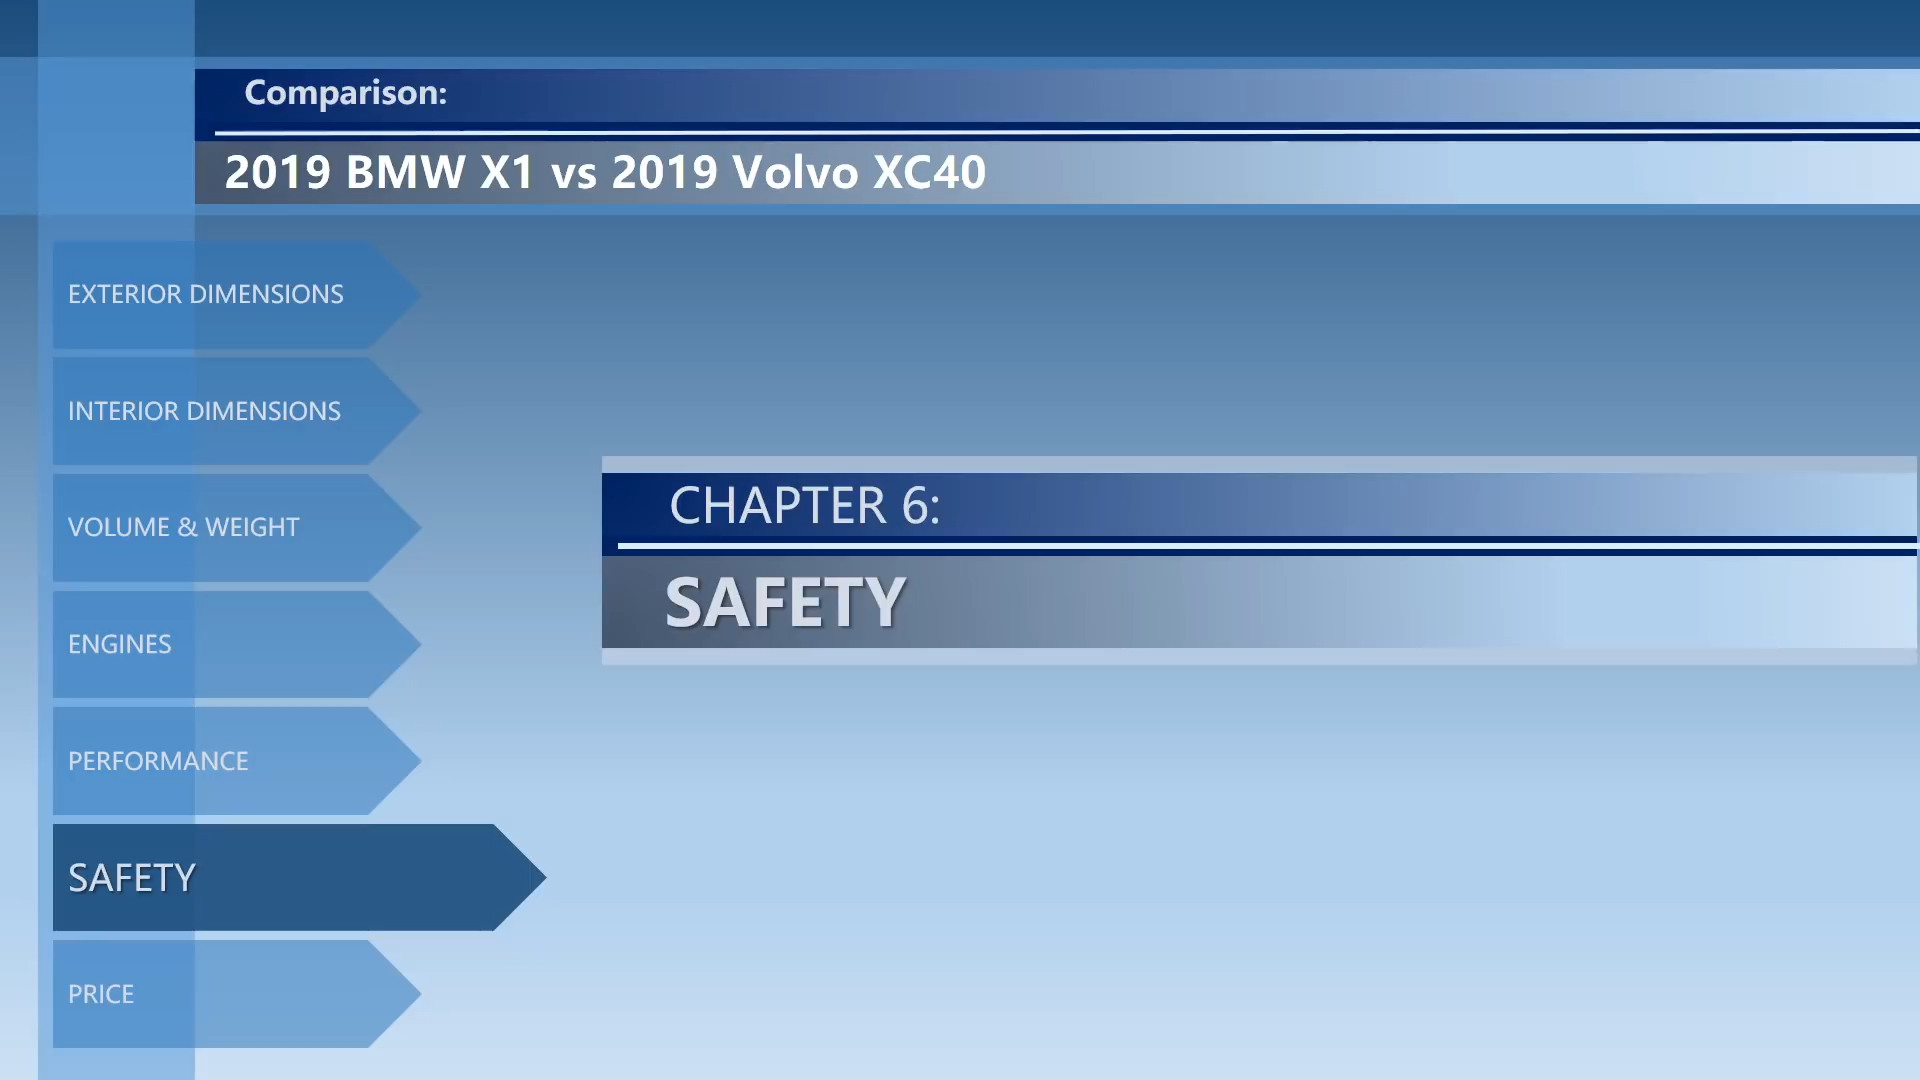 Comparison:
2019 BMW X1 vs 2019 Volvo XC40
EXTERIOR DIMENSIONS
INTERIOR DIMENSIONS
VOLUME & WEIGHT
ENGINES
PERFORMANCE
SAFETY
PRICE
CHAPTER 6:
SAFETY